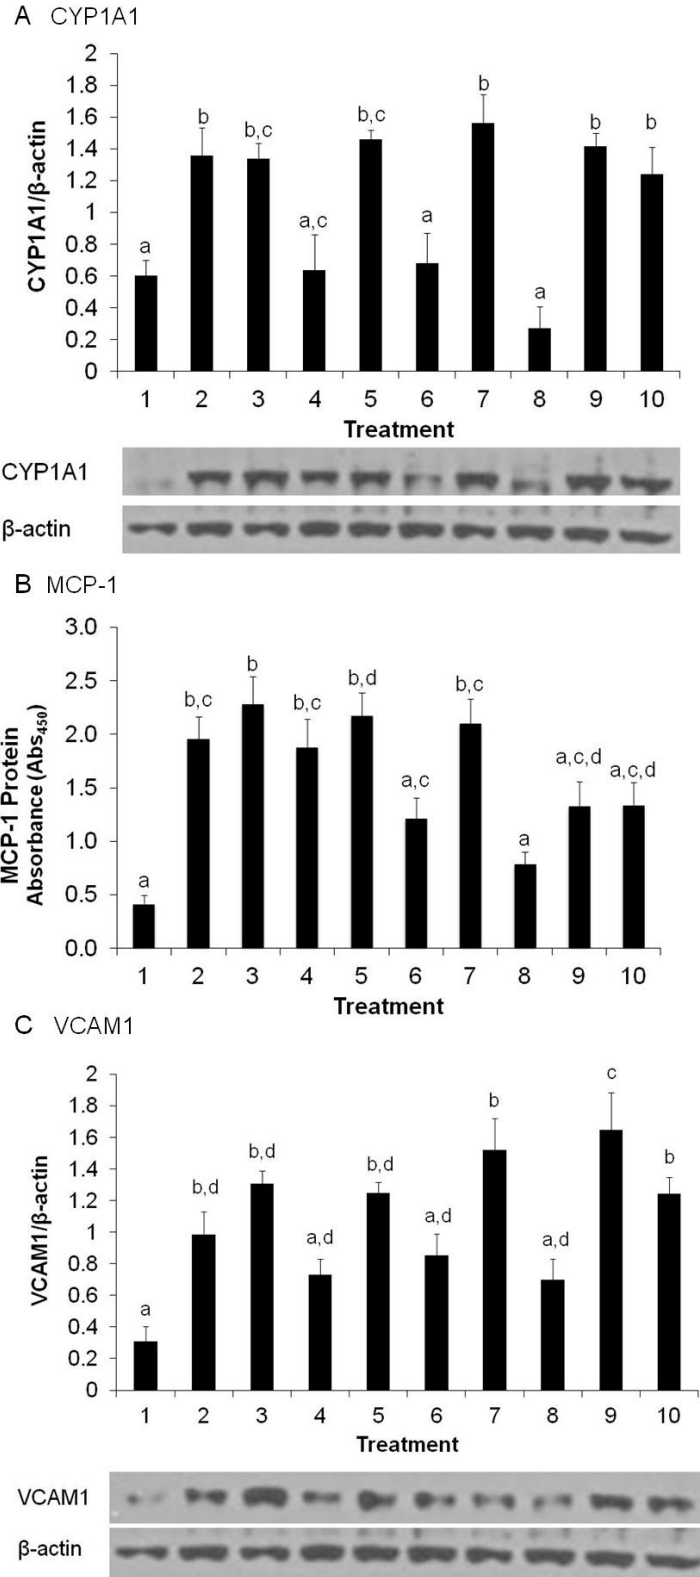 A CYP1A1
2
1.8
1.6
1.4
1.2
1
0.8
0.6
0.4
0.2
0
CYP1A1/β-actin
a
b
b,c
a,c
b,c
a
b
a
b
b
1 2 3 4 5 6 7 8 9 10
Treatment
CYP1A1
β-actin
B MCP-1
3.0
2.5
2.0
1.5
1.0
0.5
0.0
MCP-1 Protein
Absorbance (Abs450)
a
b,c
b
b,c
b,d
a,c
b,c
a
a,c,d
a,c,d
1 2 3 4 5 6 7 8 9 10
Treatment
C VCAM1
2
1.8
1.6
1.4
1.2
1
0.8
0.6
0.4
0.2
0
VCAM1/β-actin
a
b,d
b,d
a,d
b,d
a,d
b
a,d
c
b
1 2 3 4 5 6 7 8 9 10
Treatment
VCAM1
β-actin